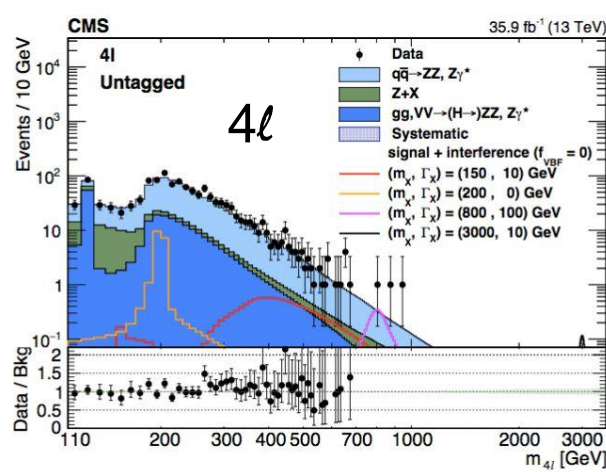 CMS 35.9 fb⁻¹ (13 TeV)
4l
Untagged
4ℓ
Data
qq̄→ZZ, Zγ*
Z+X
gg,VV→(H→)ZZ, Zγ*
Systematic
signal + interference (f_VBF = 0)
(m_X, Γ_X) = (150 , 10) GeV
(m_X, Γ_X) = (200 , 0) GeV
(m_X, Γ_X) = (800 , 100) GeV
(m_X, Γ_X) = (3000, 10) GeV
Events / 10 GeV
10⁴
10³
10²
10
1
10⁻¹
Data / Bkg
2
1.5
1
0.5
0
110 200 300 400 500 700 1000 2000 3000
m_4l [GeV]